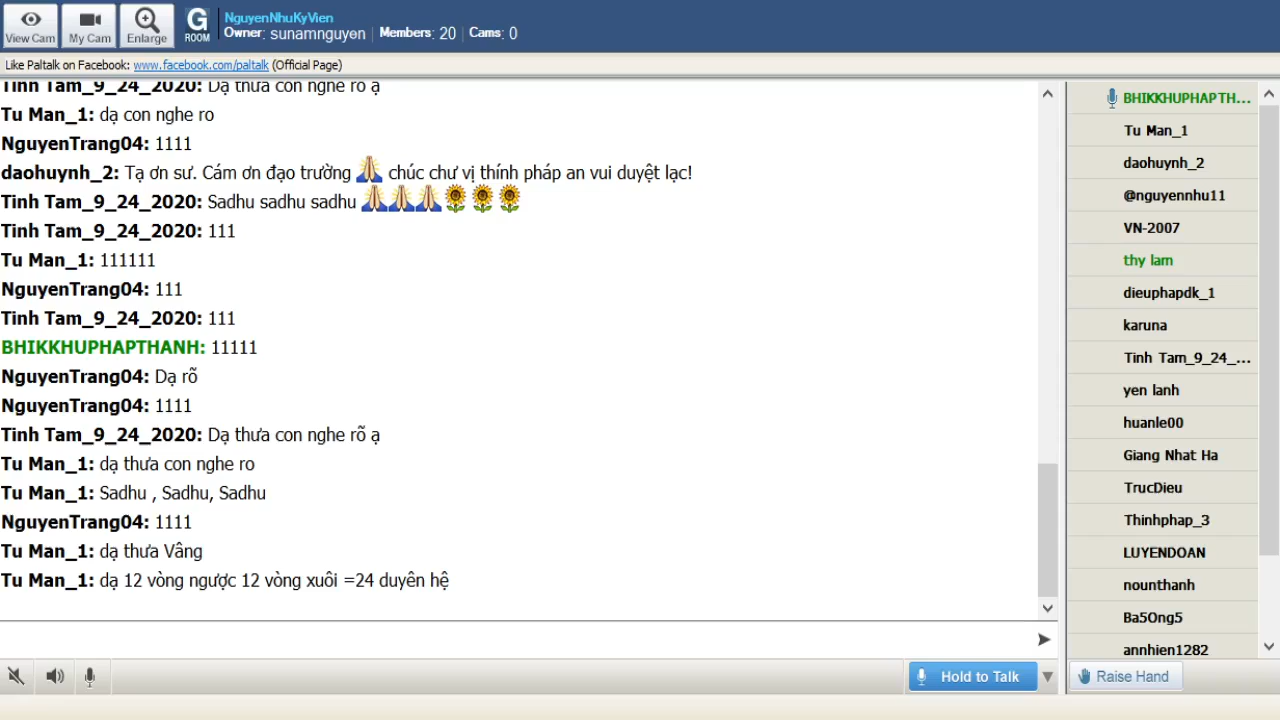 View Cam
My Cam
Enlarge
G
ROOM
NguyenNhuKyVien
Owner: sunamnguyen | Members: 20 | Cams: 0
Like Paltalk on Facebook: www.facebook.com/paltalk (Official Page)
Tinh Tam_9_24_2020: Dạ thưa con nghe rõ ạ
Tu Man_1: dạ con nghe ro
NguyenTrang04: 1111
daohuynh_2: Tạ ơn sư. Cám ơn đạo trường 🙏 chúc chư vị thính pháp an vui duyệt lạc!
Tinh Tam_9_24_2020: Sadhu sadhu sadhu 🙏🙏🙏🌻🌻🌻
Tinh Tam_9_24_2020: 111
Tu Man_1: 111111
NguyenTrang04: 111
Tinh Tam_9_24_2020: 111
BHIKKHUPHAPTHANH: 11111
NguyenTrang04: Dạ rõ
NguyenTrang04: 1111
Tinh Tam_9_24_2020: Dạ thưa con nghe rõ ạ
Tu Man_1: dạ thưa con nghe ro
Tu Man_1: Sadhu , Sadhu, Sadhu
NguyenTrang04: 1111
Tu Man_1: dạ thưa Vâng
Tu Man_1: dạ 12 vòng ngược 12 vòng xuôi =24 duyên hệ
BHIKKHUPHAPTH...
Tu Man_1
daohuynh_2
@nguyennhu11
VN-2007
thy lam
dieuphapdk_1
karuna
Tinh Tam_9_24_...
yen lanh
huanle00
Giang Nhat Ha
TrucDieu
Thinhphap_3
LUYENDOAN
nounthanh
Ba5Ong5
annhien1282
Hold to Talk
Raise Hand